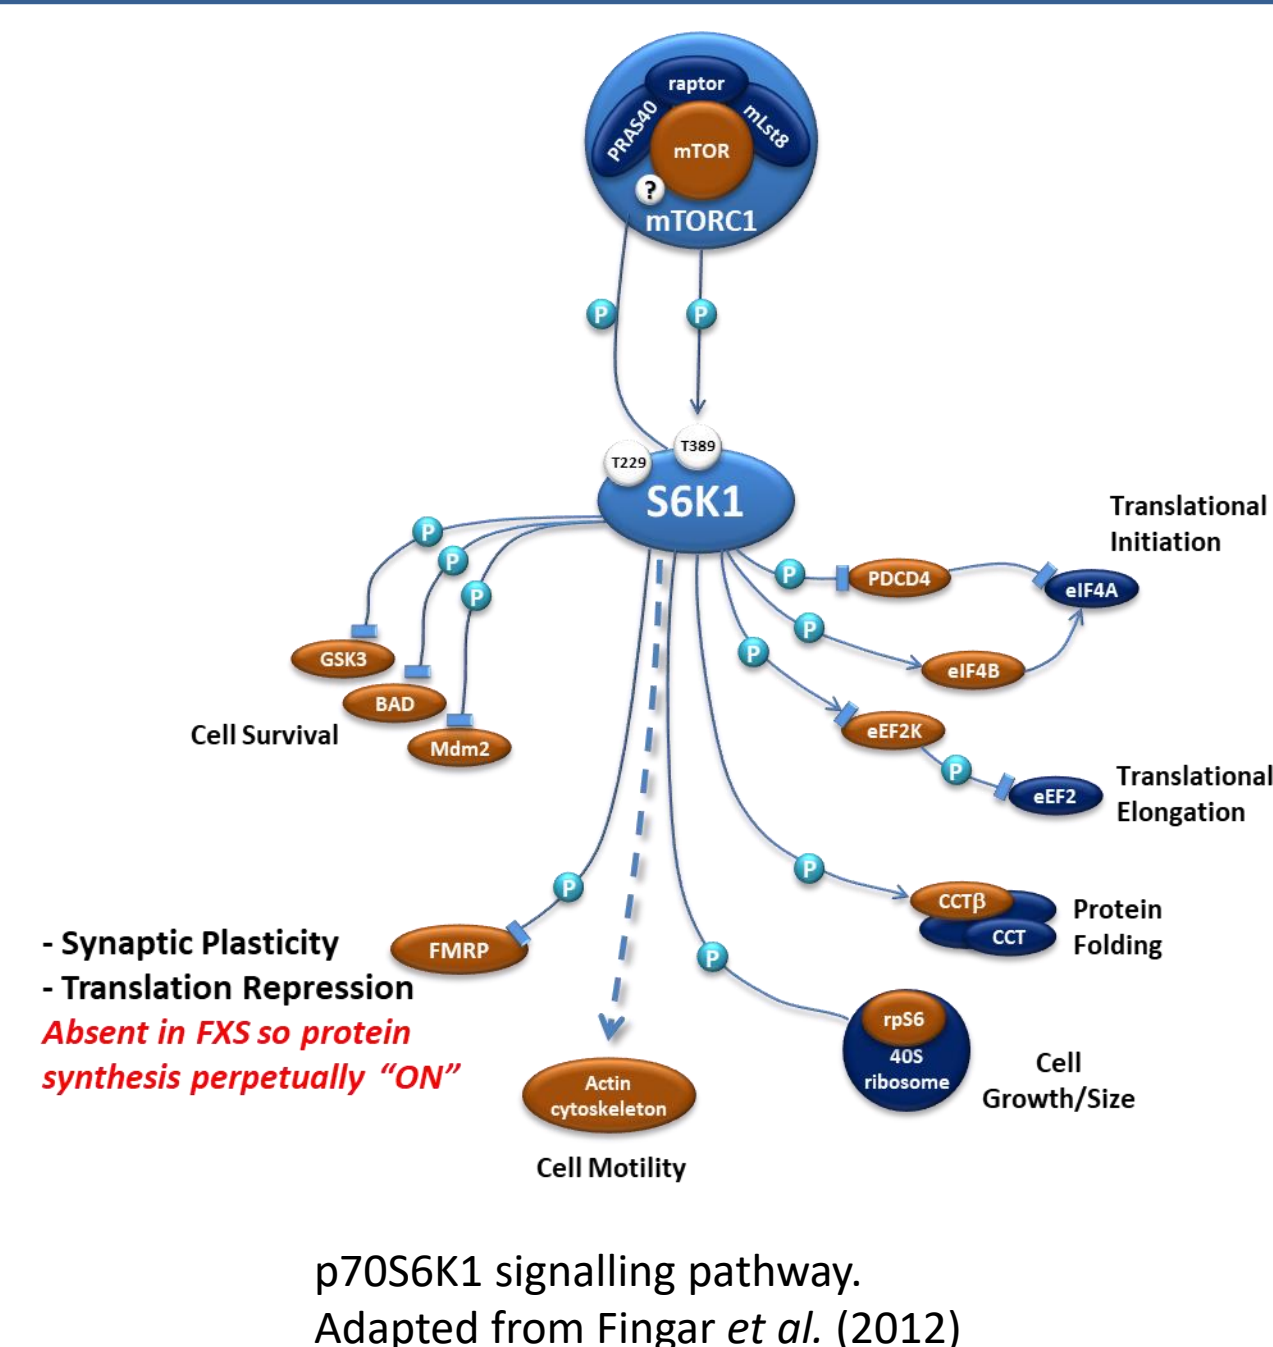 raptor
PRAS40
mLst8
mTOR
?
mTORC1
P
P
T389
T229
S6K1
Translational
Initiation
P
P
P
P
PDCD4
eIF4A
P
P
eIF4B
GSK3
BAD
Cell Survival
Mdm2
eEF2K
P
eEF2
Translational
Elongation
P
P
CCTβ
CCT
Protein
Folding
- Synaptic Plasticity
- Translation Repression
Absent in FXS so protein
synthesis perpetually “ON”
FMRP
P
rpS6
40S
ribosome
Cell
Growth/Size
Actin
cytoskeleton
Cell Motility
p70S6K1 signalling pathway.
Adapted from Fingar et al. (2012)